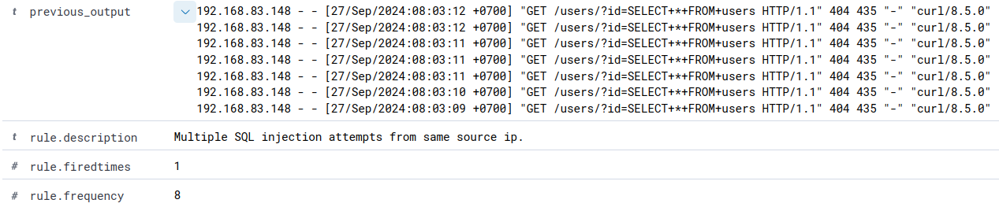 t previous_output 192.168.83.148 - - [27/Sep/2024:08:03:12 +0700] "GET /users/?id=SELECT+*+FROM+users HTTP/1.1" 404 435 "-" "curl/8.5.0"
192.168.83.148 - - [27/Sep/2024:08:03:12 +0700] "GET /users/?id=SELECT+*+FROM+users HTTP/1.1" 404 435 "-" "curl/8.5.0"
192.168.83.148 - - [27/Sep/2024:08:03:11 +0700] "GET /users/?id=SELECT+*+FROM+users HTTP/1.1" 404 435 "-" "curl/8.5.0"
192.168.83.148 - - [27/Sep/2024:08:03:11 +0700] "GET /users/?id=SELECT+*+FROM+users HTTP/1.1" 404 435 "-" "curl/8.5.0"
192.168.83.148 - - [27/Sep/2024:08:03:11 +0700] "GET /users/?id=SELECT+*+FROM+users HTTP/1.1" 404 435 "-" "curl/8.5.0"
192.168.83.148 - - [27/Sep/2024:08:03:10 +0700] "GET /users/?id=SELECT+*+FROM+users HTTP/1.1" 404 435 "-" "curl/8.5.0"
192.168.83.148 - - [27/Sep/2024:08:03:09 +0700] "GET /users/?id=SELECT+*+FROM+users HTTP/1.1" 404 435 "-" "curl/8.5.0"
t rule.description Multiple SQL injection attempts from same source ip.
# rule.firedtimes 1
# rule.frequency 8